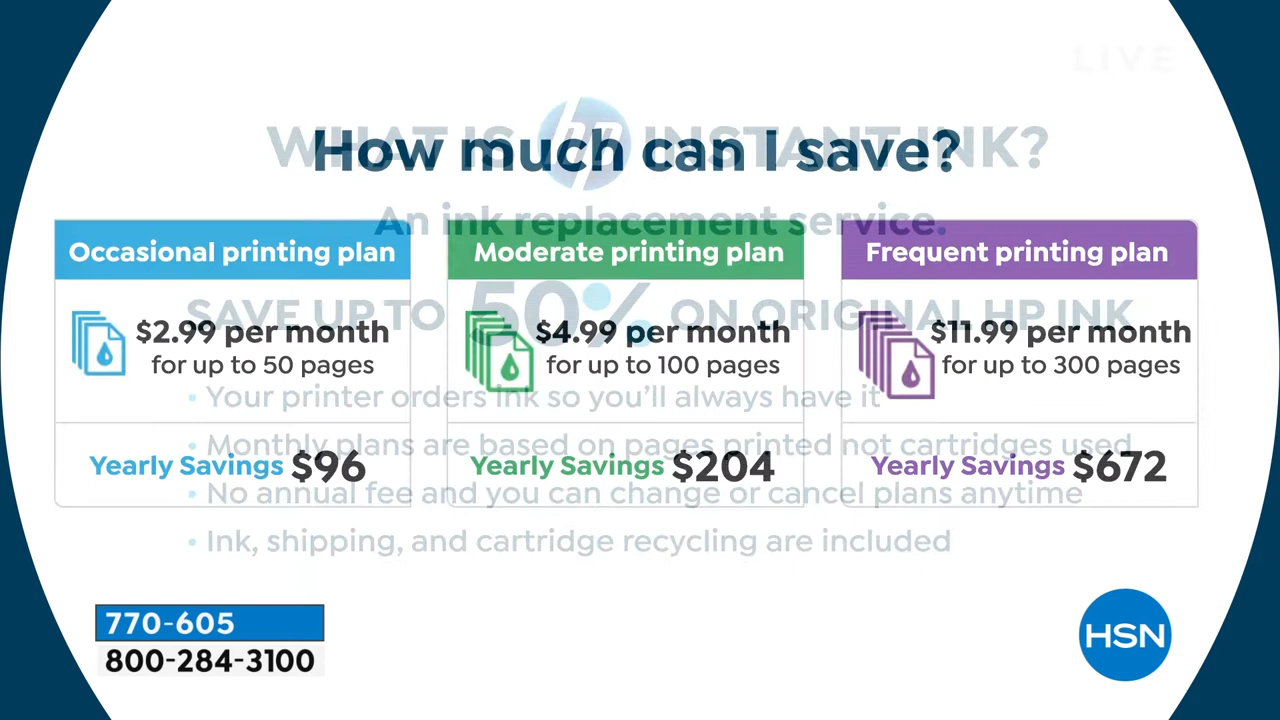 LIVE
WHAT IS hp INSTANT INK?
How much can I save?
An ink replacement service.
Occasional printing plan
Moderate printing plan
Frequent printing plan
SAVE UP TO 50% ON ORIGINAL HP INK
$2.99 per month
for up to 50 pages
$4.99 per month
for up to 100 pages
$11.99 per month
for up to 300 pages
• Your printer orders ink so you'll always have it
• Monthly plans are based on pages printed not cartridges used
Yearly Savings $96
Yearly Savings $204
Yearly Savings $672
• No annual fee and you can change or cancel plans anytime
• Ink, shipping, and cartridge recycling are included
770-605
800-284-3100
HSN